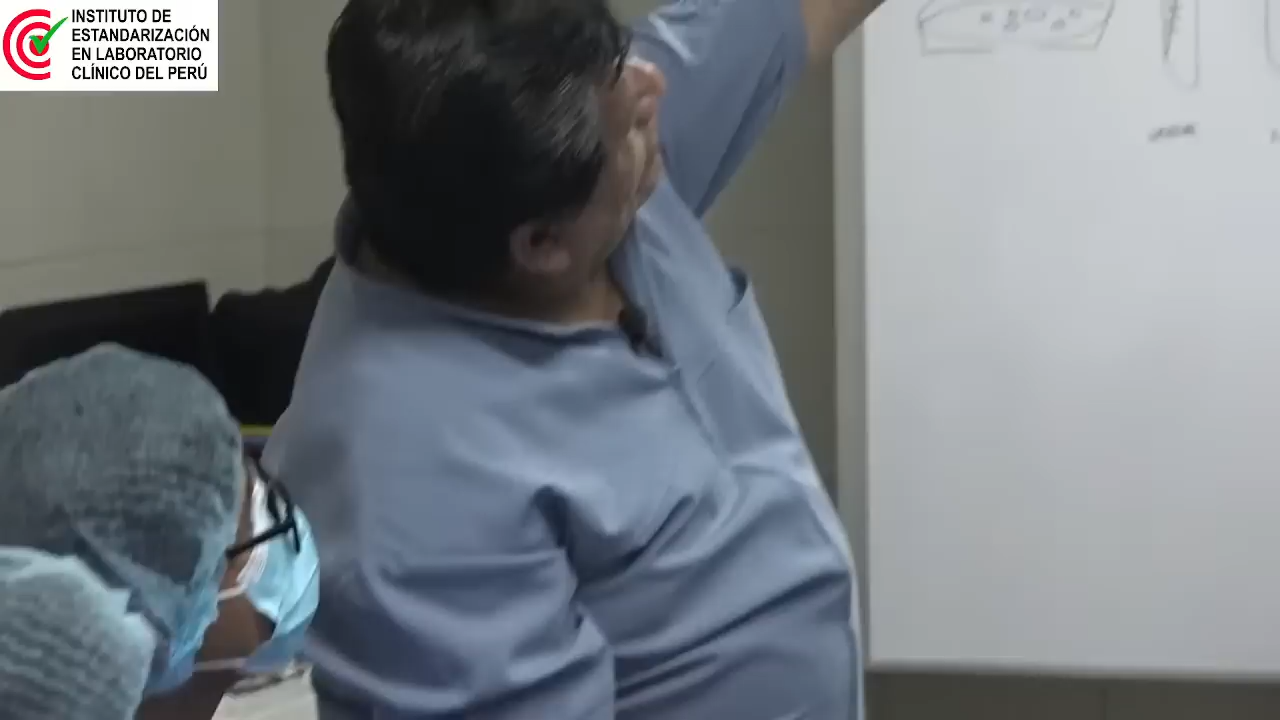 INSTITUTO DE
ESTANDARIZACIÓN
EN LABORATORIO
CLÍNICO DEL PERÚ